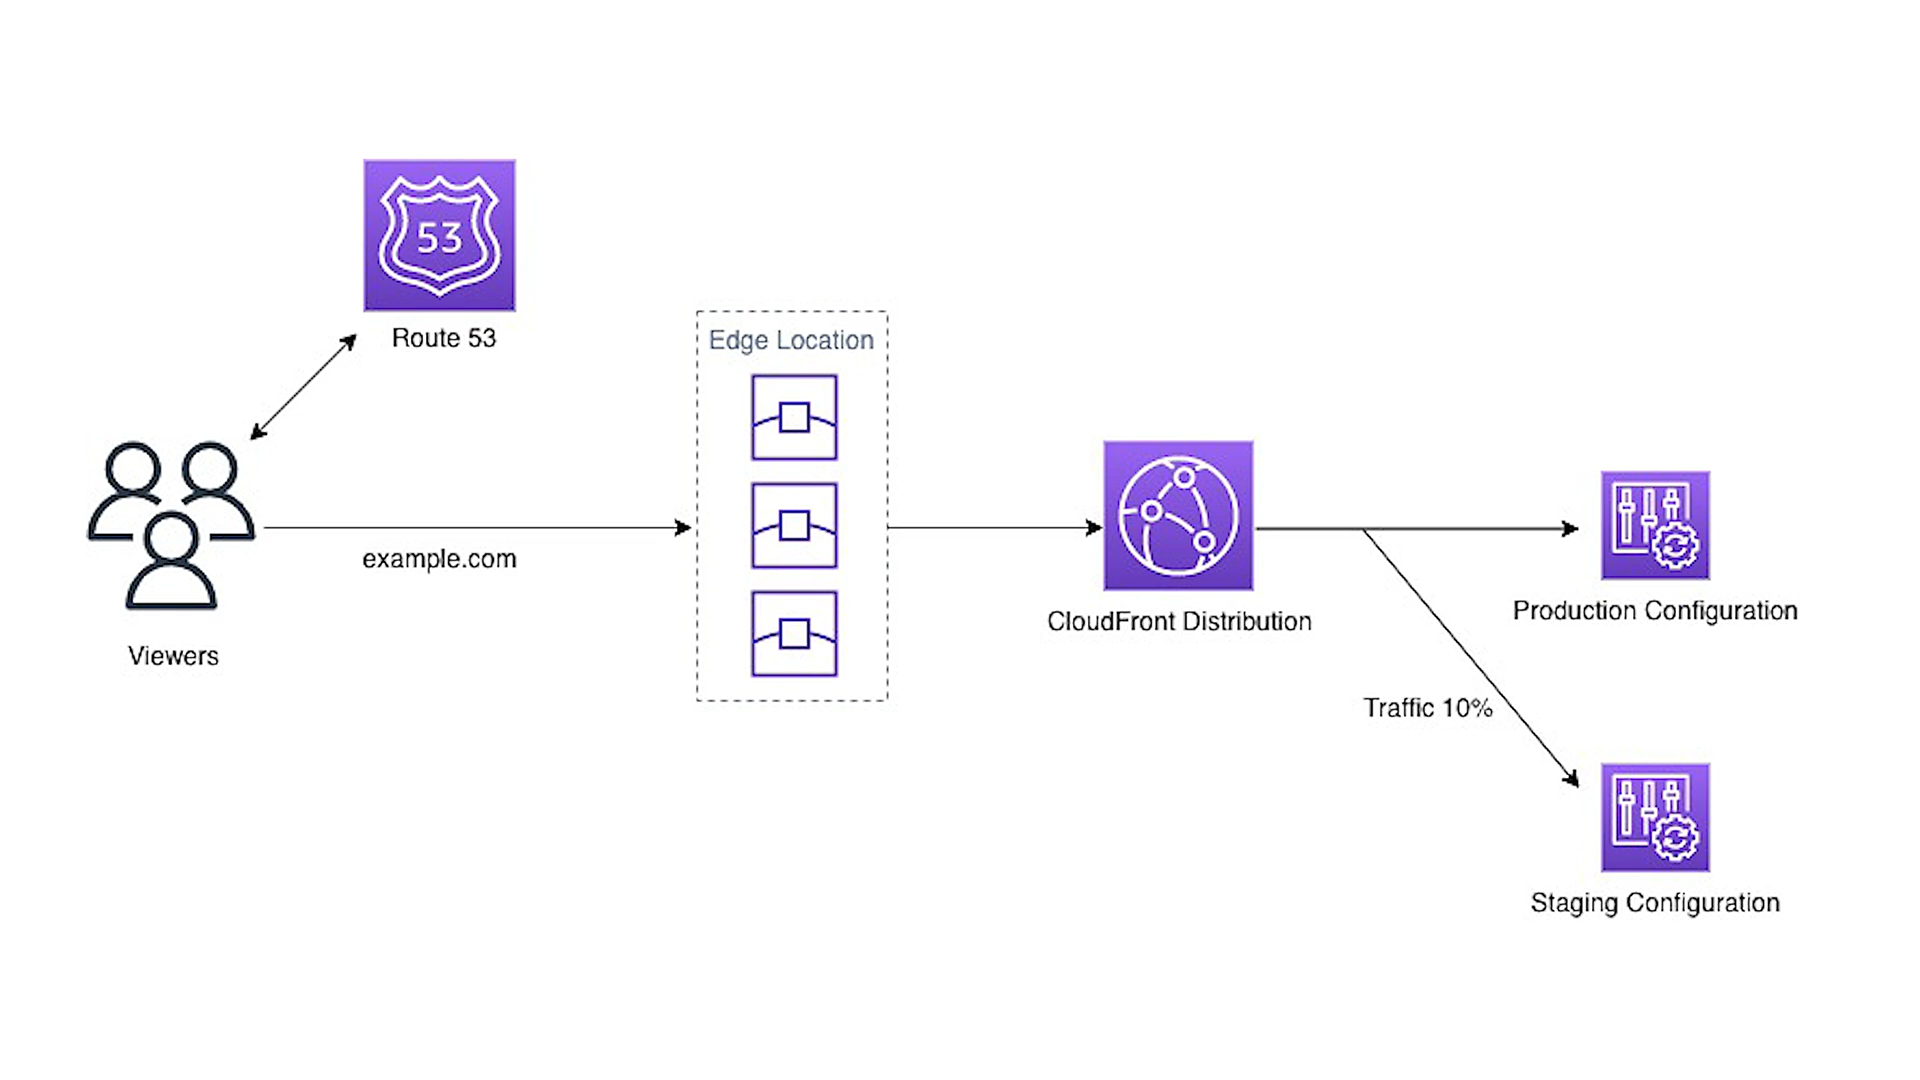 53
Route 53
Edge Location
example.com
Viewers
CloudFront Distribution
Production Configuration
Traffic 10%
Staging Configuration